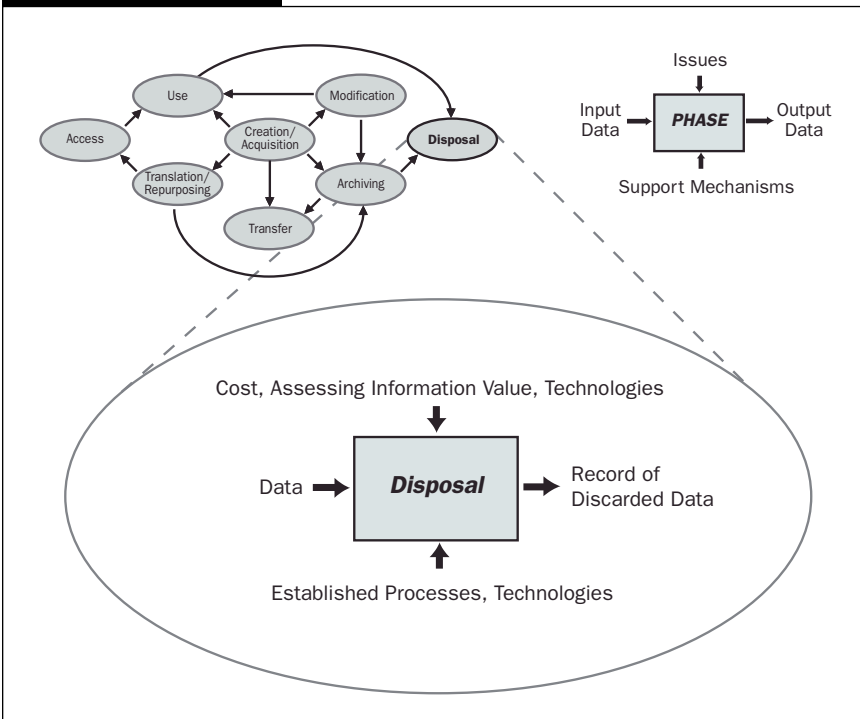 Use
Modification
Access
Creation/
Acquisition
Disposal
Translation/
Repurposing
Archiving
Transfer
Issues
Input
Data
PHASE
Output
Data
Support Mechanisms
Cost, Assessing Information Value, Technologies
Data
Disposal
Record of
Discarded Data
Established Processes, Technologies